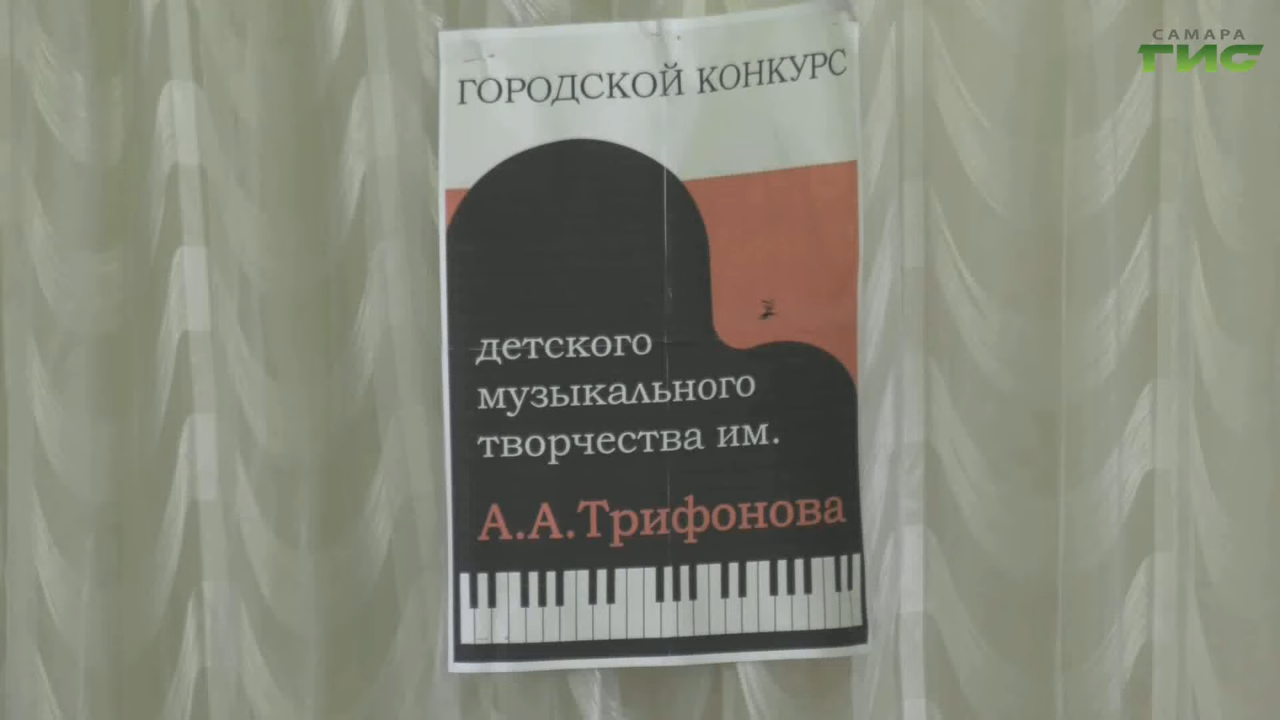 САМАРА
ГИС
ГОРОДСКОЙ КОНКУРС
детского
музыкального
творчества им.
А.А.Трифонова